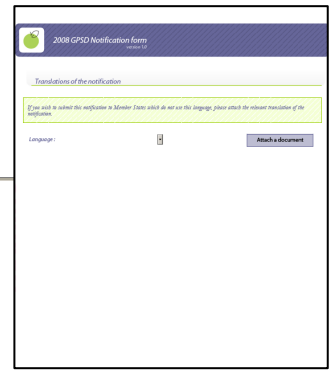 2008 GPSD Notification form
version 1.0
Translations of the notification
If you wish to submit this notification to Member States which do not use this language, please attach the relevant translation of the
notification.
Language :
Attach a document